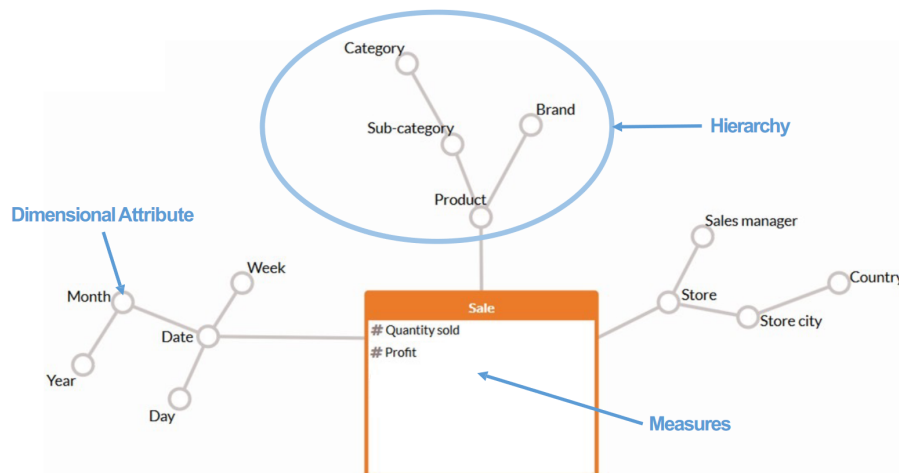 Category
Brand
Sub-category
Hierarchy
Product
Dimensional Attribute
Sales manager
Week
Country
Month
Store
Sale
Store city
# Quantity sold
Date
# Profit
Year
Day
Measures